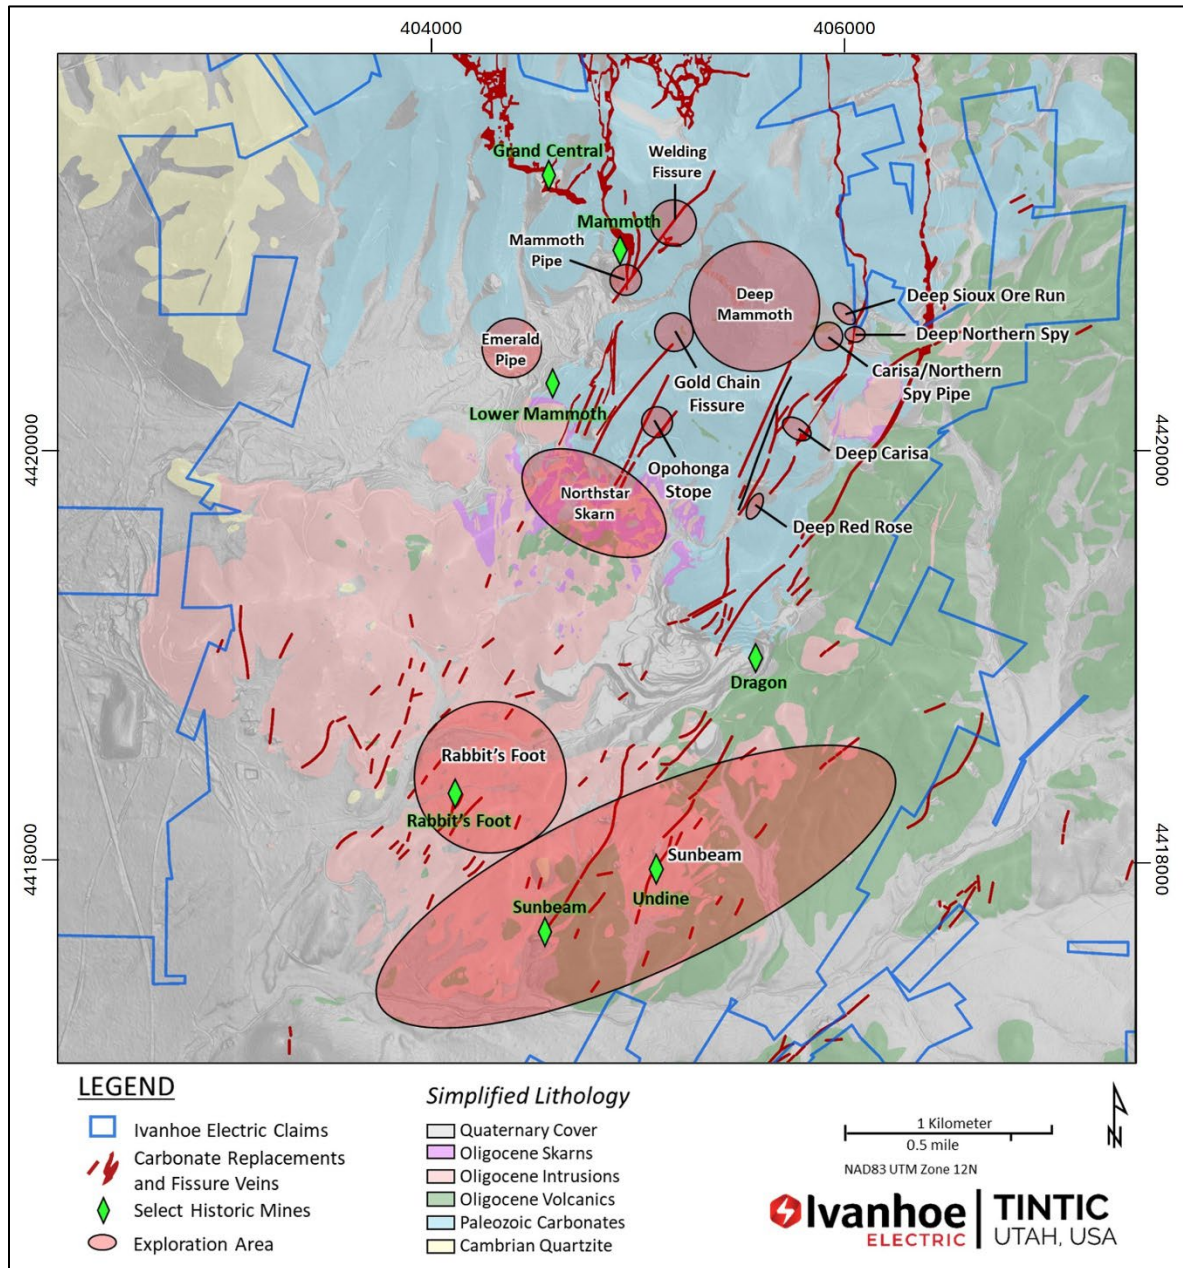 404000
406000
Grand Central
Welding
Fissure
Mammoth
Mammoth
Pipe
Deep
Mammoth
Deep Sioux Ore Run
Deep Northern Spy
Emerald
Pipe
Gold Chain
Fissure
Carisa/Northern
Spy Pipe
Lower Mammoth
4420000
4420000
Opohonga
Stope
Deep Carisa
Northstar
Skarn
Deep Red Rose
Dragon
Rabbit's Foot
Rabbit's Foot
4418000
4418000
Sunbeam
Undine
Sunbeam
LEGEND
Ivanhoe Electric Claims
Carbonate Replacements
and Fissure Veins
Select Historic Mines
Exploration Area
Simplified Lithology
Quaternary Cover
Oligocene Skarns
Oligocene Intrusions
Oligocene Volcanics
Paleozoic Carbonates
Cambrian Quartzite
1 Kilometer
0.5 mile
NAD83 UTM Zone 12N
N
Ivanhoe
ELECTRIC
TINTIC
UTAH, USA